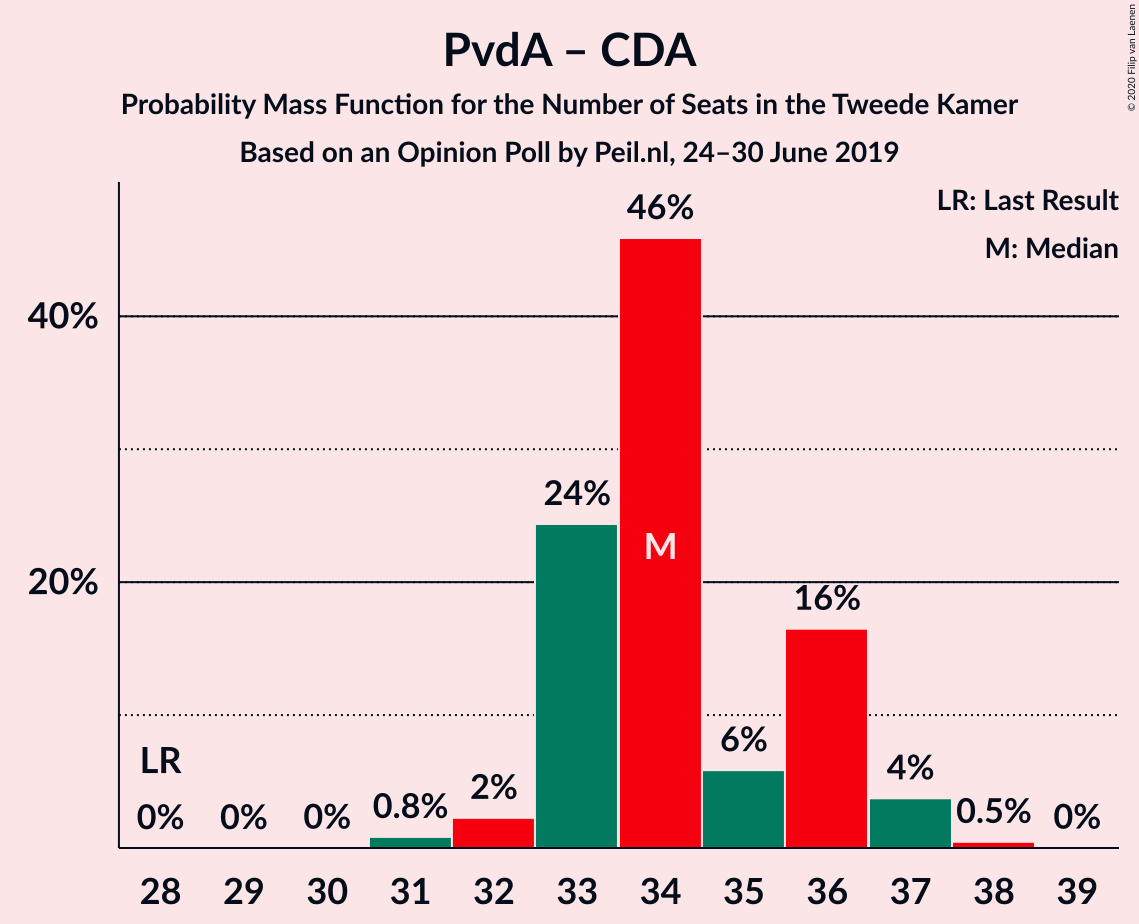 PvdA – CDA
Probability Mass Function for the Number of Seats in the Tweede Kamer
Based on an Opinion Poll by Peil.nl, 24–30 June 2019
© 2020 Filip van Laenen
LR: Last Result
M: Median
46%
40%
24%
M
20%
16%
6%
LR
4%
2%
0.8%
0.5%
0% 0% 0% 0%
28 29 30 31 32 33 34 35 36 37 38 39